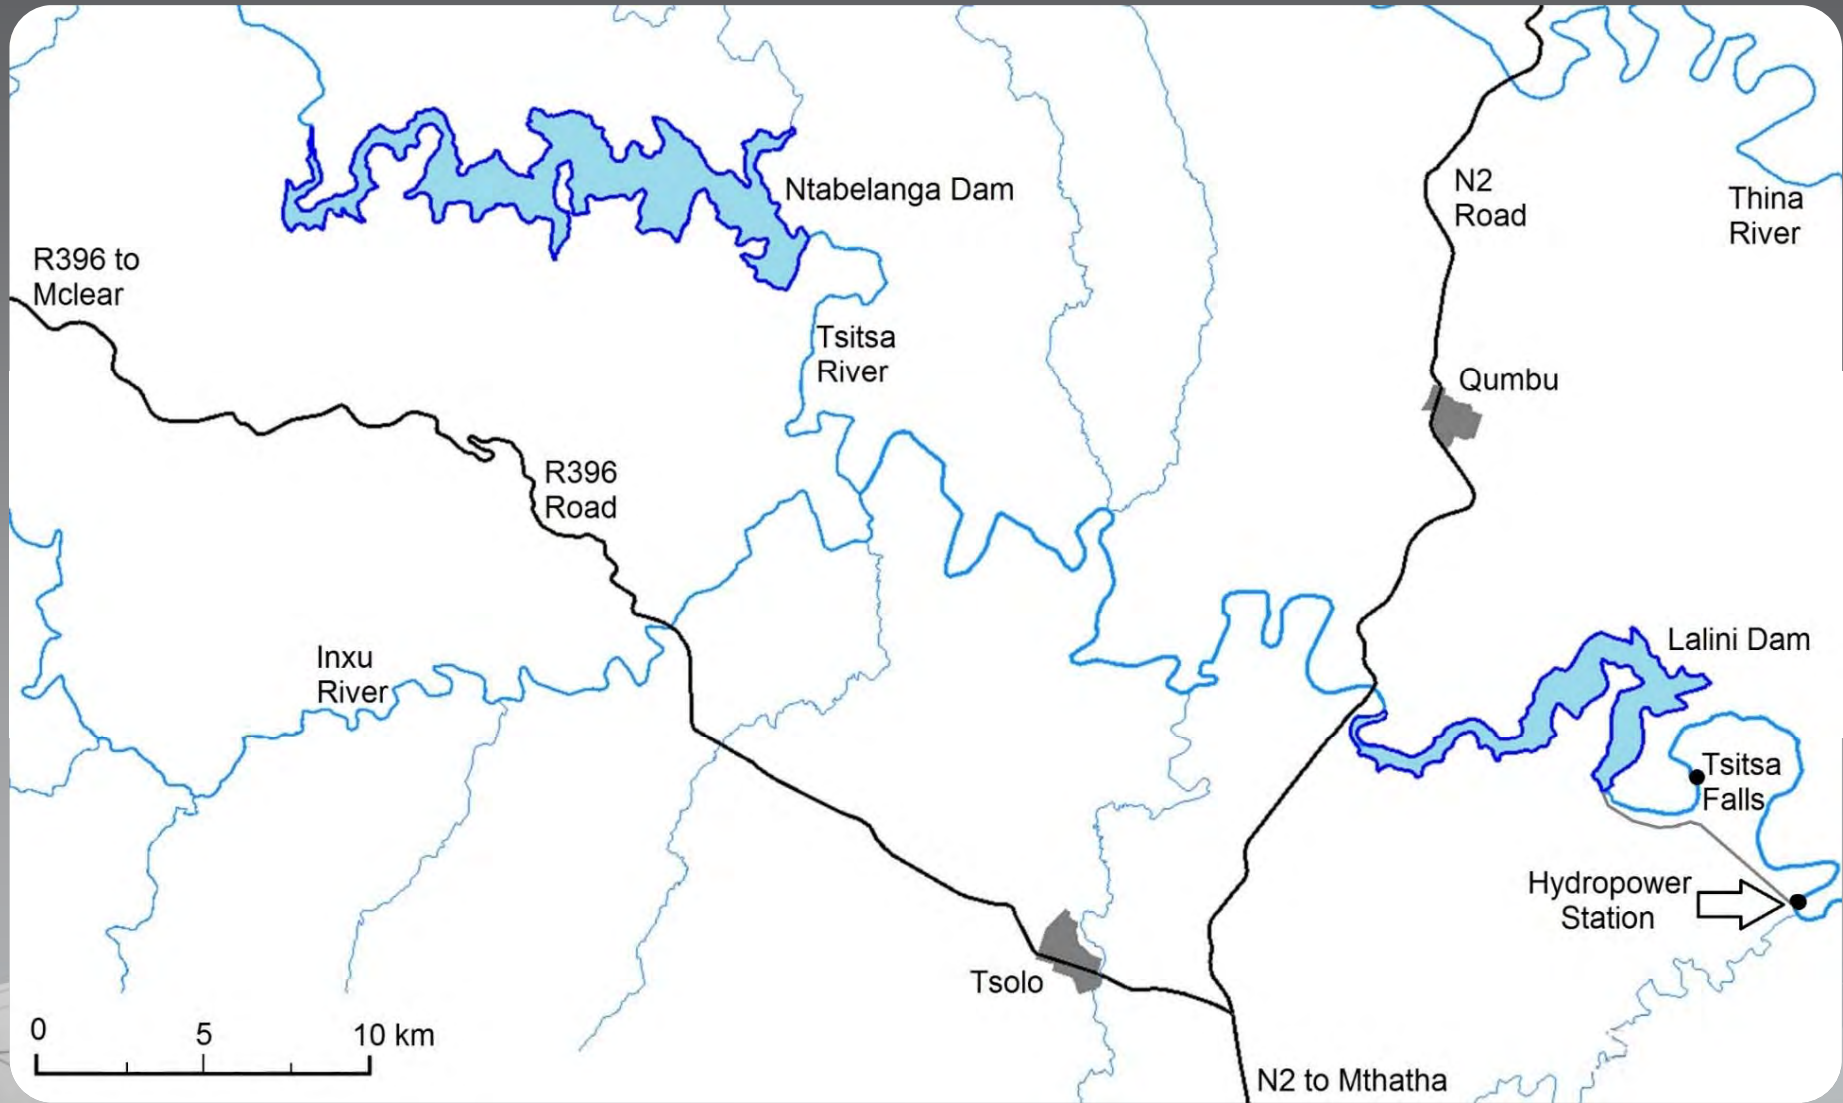 Ntabelanga Dam
N2
Road
Thina
River
R396 to
Mclear
Tsitsa
River
Qumbu
R396
Road
Inxu
River
Lalini Dam
Tsitsa
Falls
Hydropower
Station
Tsolo
0 5 10 km
N2 to Mthatha